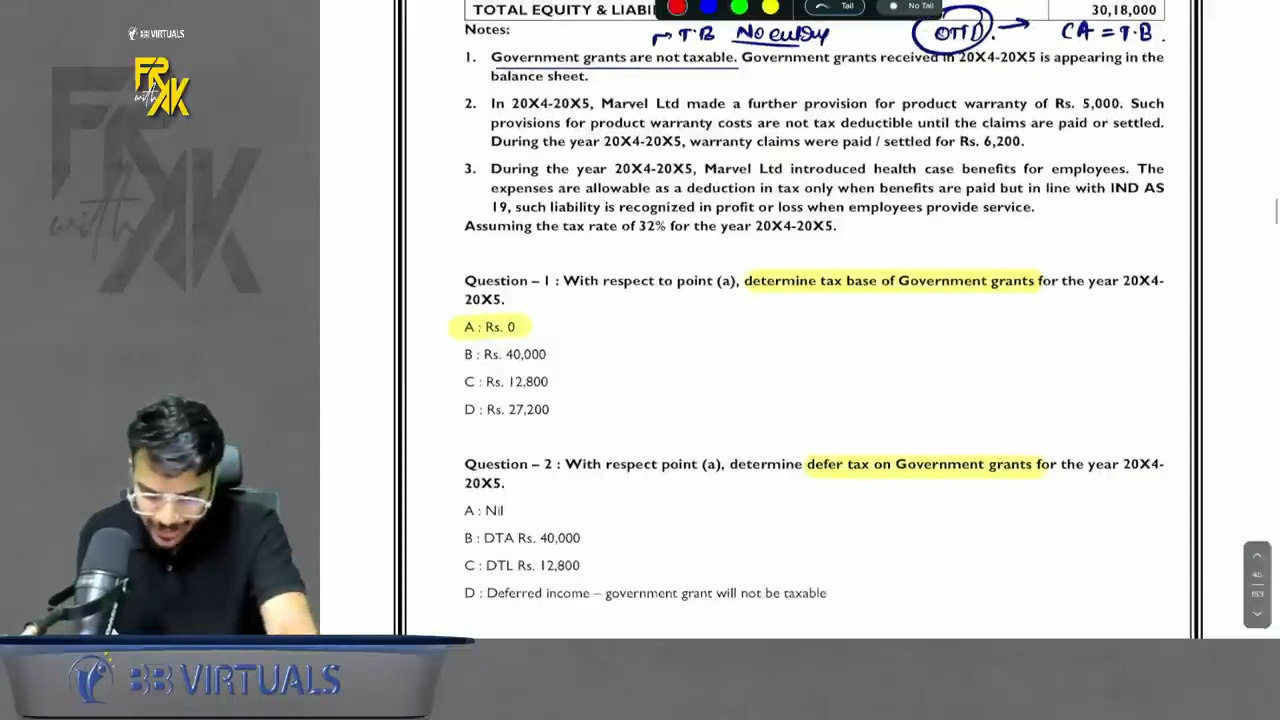 TOTAL EQUITY & LIABI
Tail
No Tail
30,18,000
Notes:
→ T.B
OTTD → CA = T.B.
1. Government grants are not taxable. Government grants received in 20X4-20X5 is appearing in the
balance sheet.
2. In 20X4-20X5, Marvel Ltd made a further provision for product warranty of Rs. 5,000. Such
provisions for product warranty costs are not tax deductible until the claims are paid or settled.
During the year 20X4-20X5, warranty claims were paid / settled for Rs. 6,200.
3. During the year 20X4-20X5, Marvel Ltd introduced health case benefits for employees. The
expenses are allowable as a deduction in tax only when benefits are paid but in line with IND AS
19, such liability is recognized in profit or loss when employees provide service.
Assuming the tax rate of 32% for the year 20X4-20X5.
Question – 1 : With respect to point (a), determine tax base of Government grants for the year 20X4-
20X5.
A : Rs. 0
B : Rs. 40,000
C : Rs. 12,800
D : Rs. 27,200
Question – 2 : With respect point (a), determine defer tax on Government grants for the year 20X4-
20X5.
A : Nil
B : DTA Rs. 40,000
C : DTL Rs. 12,800
D : Deferred income – government grant will not be taxable
BB VIRTUALS
FR
with
AK
FR
with
AK
45
153
BB VIRTUALS